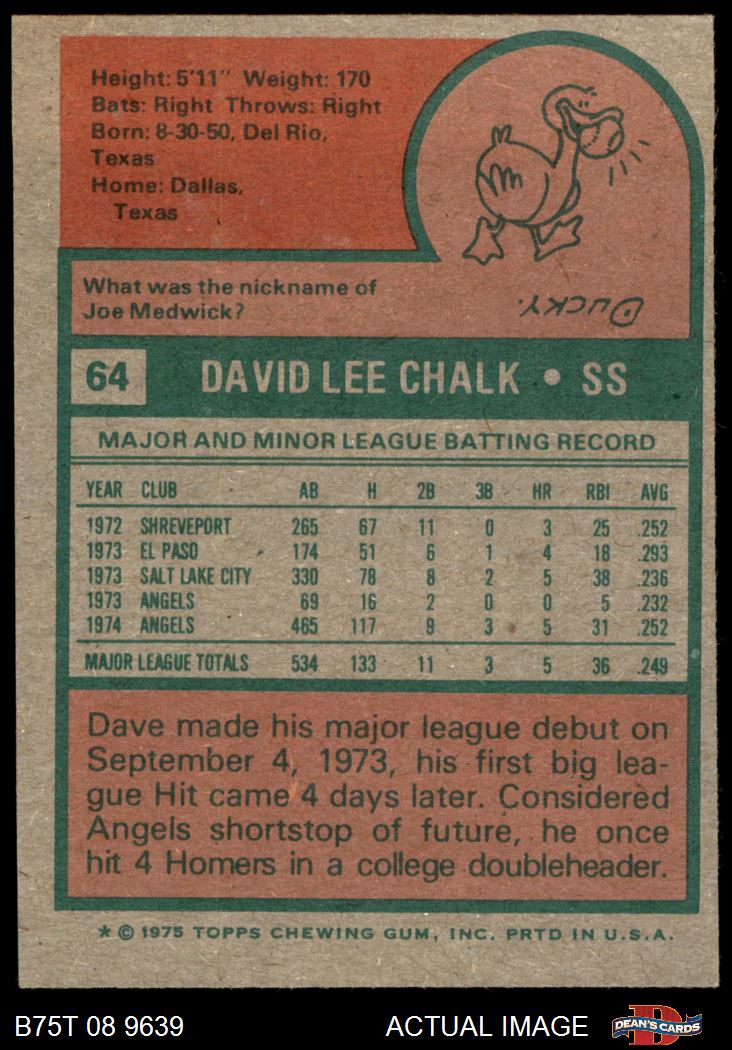 Height: 5'11" Weight: 170
Bats: Right Throws: Right
Born: 8-30-50, Del Rio,
Texas
Home: Dallas,
Texas
What was the nickname of
Joe Medwick?
DUCKY.
64 DAVID LEE CHALK • SS
MAJOR AND MINOR LEAGUE BATTING RECORD
YEAR CLUB AB H 2B 3B HR RBI AVG
1972 SHREVEPORT 265 67 11 0 3 25 .252
1973 EL PASO 174 51 6 1 4 18 .293
1973 SALT LAKE CITY 330 78 8 2 5 38 .236
1973 ANGELS 69 16 2 0 0 5 .232
1974 ANGELS 465 117 9 3 5 31 .252
MAJOR LEAGUE TOTALS 534 133 11 3 5 36 .249
Dave made his major league debut on
September 4, 1973, his first big lea-
gue Hit came 4 days later. Considered
Angels shortstop of future, he once
hit 4 Homers in a college doubleheader.
* © 1975 TOPPS CHEWING GUM, INC. PRTD IN U.S.A.
B75T 08 9639 ACTUAL IMAGE D DEAN'S CARDS